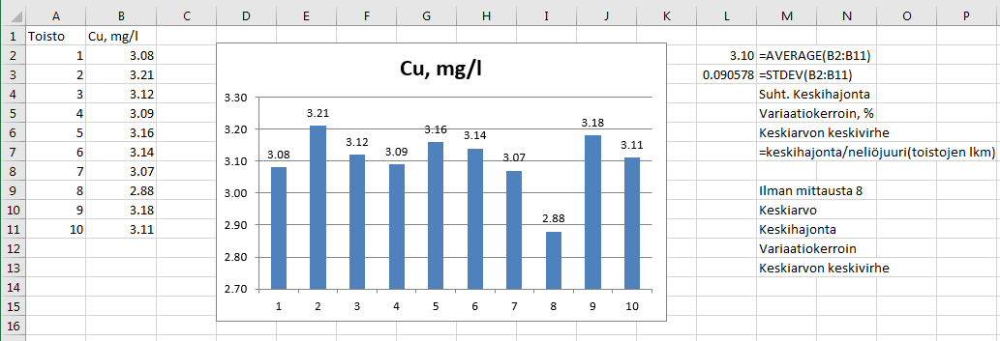 A B C D E F G H I J K L M N O P
1 Toisto Cu, mg/l
2 1 3.08 3.10 =AVERAGE(B2:B11)
3 2 3.21 0.090578 =STDEV(B2:B11)
4 3 3.12 Suht. Keskihajonta
5 4 3.09 Variaatiokerroin, %
6 5 3.16 Keskiarvon keskivirhe
7 6 3.14 =keskihajonta/neliöjuuri(toistojen lkm)
8 7 3.07
9 8 2.88 Ilman mittausta 8
10 9 3.18 Keskiarvo
11 10 3.11 Keskihajonta
12 Variaatiokerroin
13 Keskiarvon keskivirhe
14
15
16
Cu, mg/l
3.30
3.20
3.10
3.00
2.90
2.80
2.70
3.08 3.21 3.12 3.09 3.16 3.14 3.07 2.88 3.18 3.11
1 2 3 4 5 6 7 8 9 10